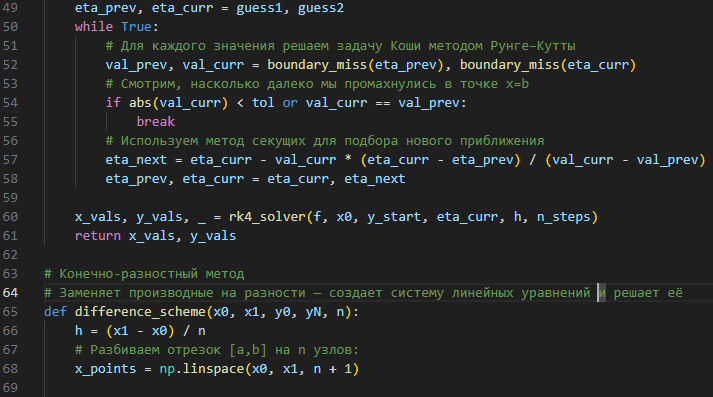 49 eta_prev, eta_curr = guess1, guess2
50 while True:
51 # Для каждого значения решаем задачу Коши методом Рунге-Кутты
52 val_prev, val_curr = boundary_miss(eta_prev), boundary_miss(eta_curr)
53 # Смотрим, насколько далеко мы промахнулись в точке x=b
54 if abs(val_curr) < tol or val_curr == val_prev:
55 break
56 # Используем метод секущих для подбора нового приближения
57 eta_next = eta_curr - val_curr * (eta_curr - eta_prev) / (val_curr - val_prev)
58 eta_prev, eta_curr = eta_curr, eta_next
59
60 x_vals, y_vals, _ = rk4_solver(f, x0, y_start, eta_curr, h, n_steps)
61 return x_vals, y_vals
62
63 # Конечно-разностный метод
64 # Заменяет производные на разности — создает систему линейных уравнений и решает её
65 def difference_scheme(x0, x1, y0, yN, n):
66 h = (x1 - x0) / n
67 # Разбиваем отрезок [a,b] на n узлов:
68 x_points = np.linspace(x0, x1, n + 1)
69